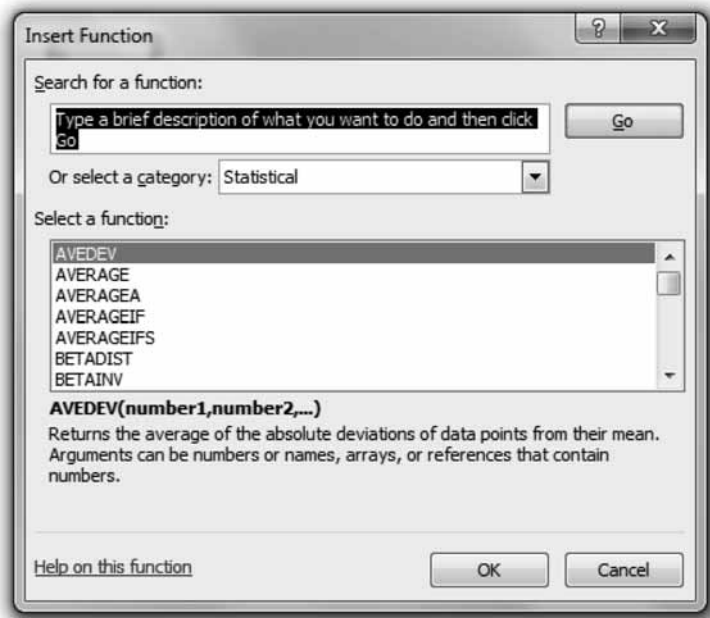 Insert Function
Search for a function:
Type a brief description of what you want to do and then click
Go
Go
Or select a category: Statistical
Select a function:
AVEDEV
AVERAGE
AVERAGEA
AVERAGEIF
AVERAGEIFS
BETADIST
BETAINV
AVEDEV(number1,number2,...)
Returns the average of the absolute deviations of data points from their mean.
Arguments can be numbers or names, arrays, or references that contain
numbers.
Help on this function
OK
Cancel